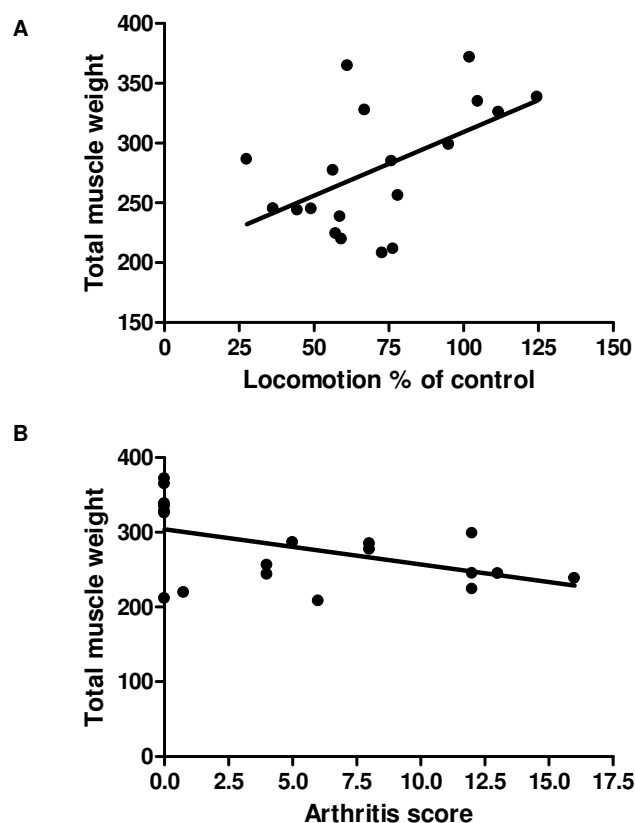 A
Total muscle weight
400
350
300
250
200
150
0 25 50 75 100 125 150
Locomotion % of control
B
Total muscle weight
400
300
200
100
0
0.0 2.5 5.0 7.5 10.0 12.5 15.0 17.5
Arthritis score